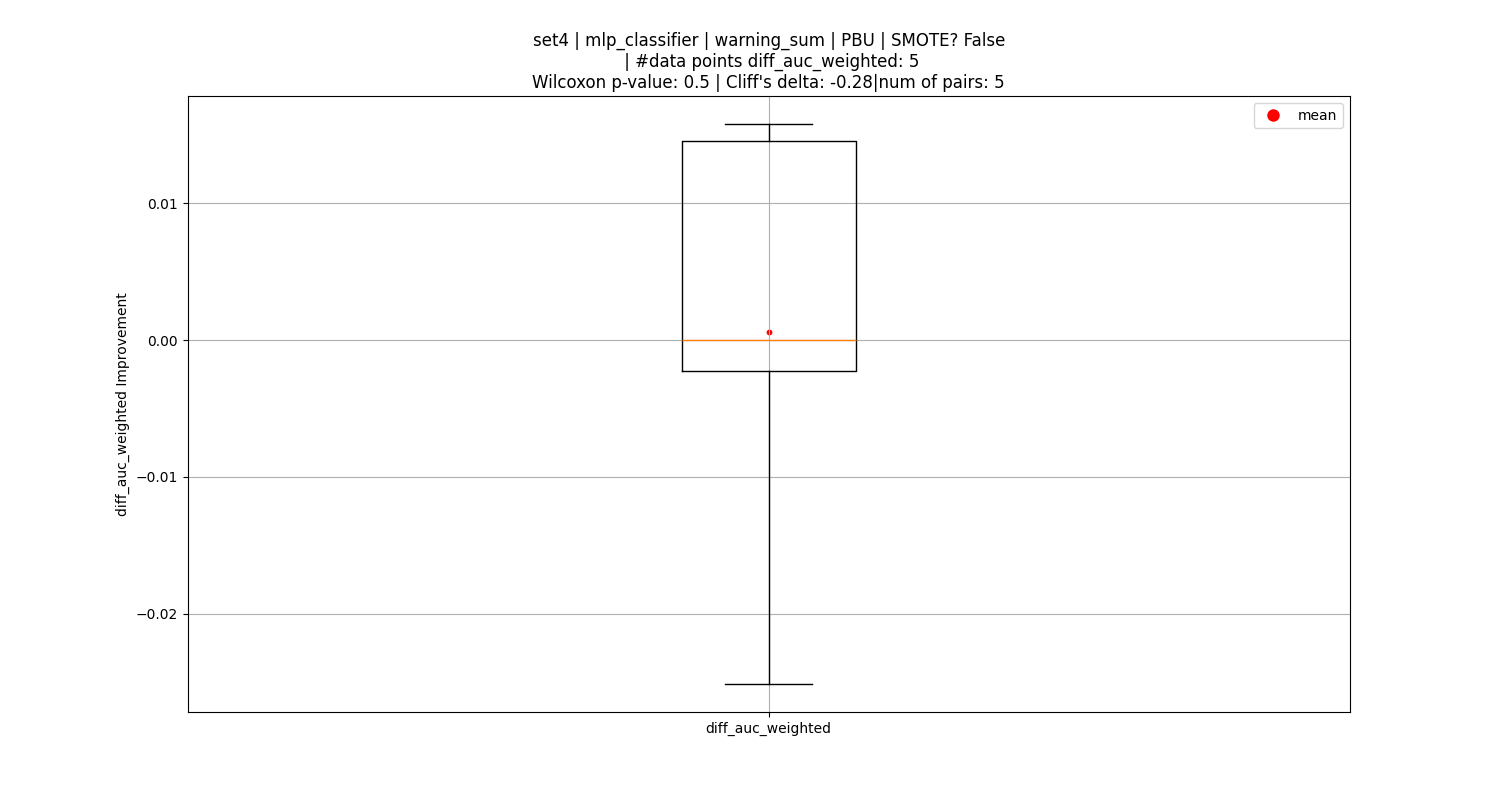 set4 | mlp_classifier | warning_sum | PBU | SMOTE? False
| #data points diff_auc_weighted: 5
Wilcoxon p-value: 0.5 | Cliff's delta: -0.28|num of pairs: 5
mean
0.01
0.00
−0.01
−0.02
diff_auc_weighted Improvement
diff_auc_weighted